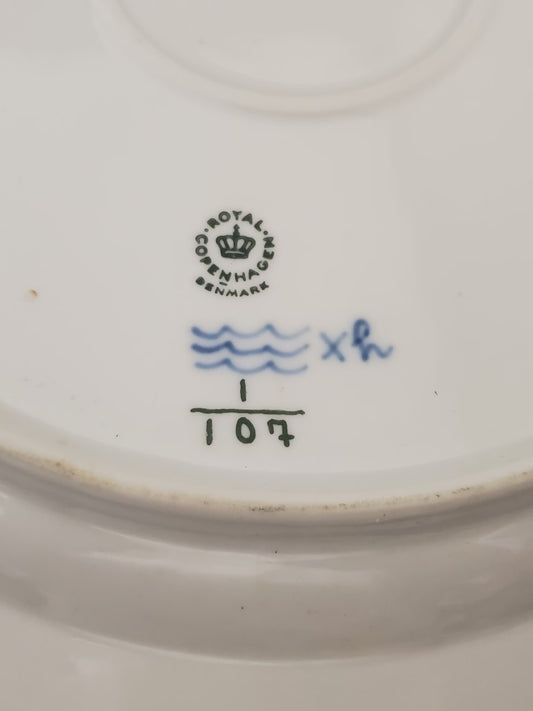 ROYAL
COPENHAGEN
DENMARK
xh
1
107